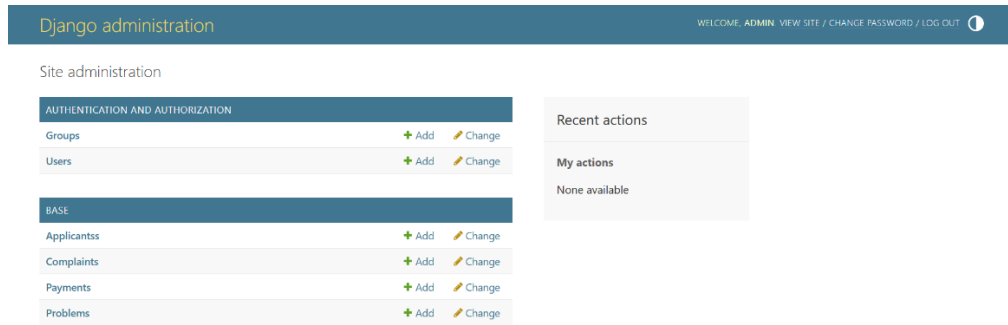 Django administration
WELCOME, ADMIN. VIEW SITE / CHANGE PASSWORD / LOG OUT
Site administration
AUTHENTICATION AND AUTHORIZATION
Groups Add Change
Users Add Change
BASE
Applicantss Add Change
Complaints Add Change
Payments Add Change
Problems Add Change
Recent actions
My actions
None available